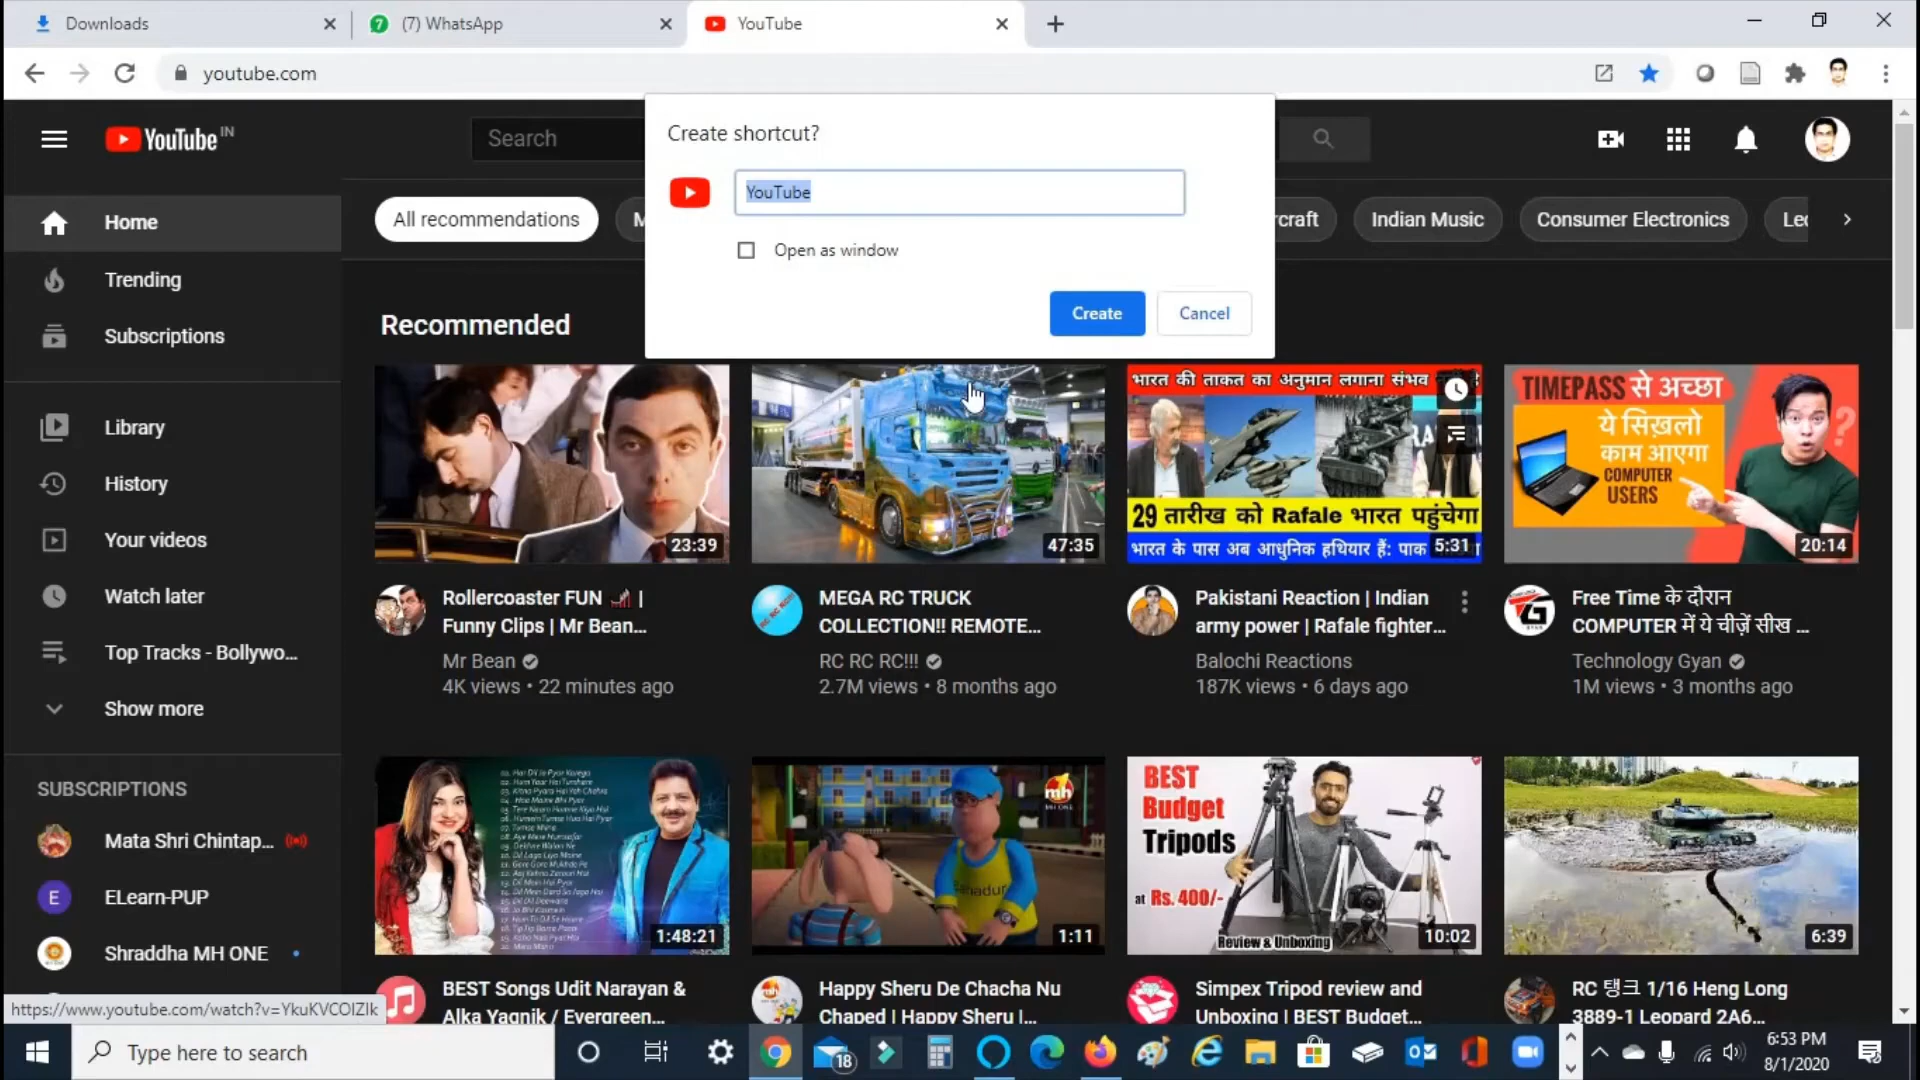 Downloads
(7) WhatsApp
YouTube
youtube.com
YouTube IN
Search
Create shortcut?
YouTube
Open as window
Create
Cancel
Home
Trending
Subscriptions
Library
History
Your videos
Watch later
Top Tracks - Bollywo...
Show more
SUBSCRIPTIONS
Mata Shri Chintap...
E
ELearn-PUP
Shraddha MH ONE
All recommendations
M
rcraft
Indian Music
Consumer Electronics
Leg
Recommended
23:39
47:35
भारत की ताकत का अनुमान लगाना संभव
29 तारीख को Rafale भारत पहुंचेगा
भारत के पास अब आधुनिक हथियार हैं: पाक
5:31
TIMEPASS से अच्छा
ये सिख़लो
काम आएगा
COMPUTER
USERS
20:14
Rollercoaster FUN |
Funny Clips | Mr Bean...
Mr Bean
4K views • 22 minutes ago
MEGA RC TRUCK
COLLECTION!! REMOTE...
RC RC RC!!!
2.7M views • 8 months ago
Pakistani Reaction | Indian
army power | Rafale fighter...
Balochi Reactions
187K views • 6 days ago
Free Time के दौरान
COMPUTER में ये चीज़ें सीख ...
Technology Gyan
1M views • 3 months ago
1:48:21
mh
MH ONE
Bahadur
1:11
BEST
Budget
Tripods
at Rs. 400/-
Review & Unboxing
10:02
6:39
BEST Songs Udit Narayan &
Alka Yagnik / Evergreen...
Happy Sheru De Chacha Nu
Chaped | Happy Sheru |...
Simpex Tripod review and
Unboxing | BEST Budget...
RC 탱크 1/16 Heng Long
3889-1 Leopard 2A6...
https://www.youtube.com/watch?v=YkuKVCOIZIk
Type here to search
18
6:53 PM
8/1/2020